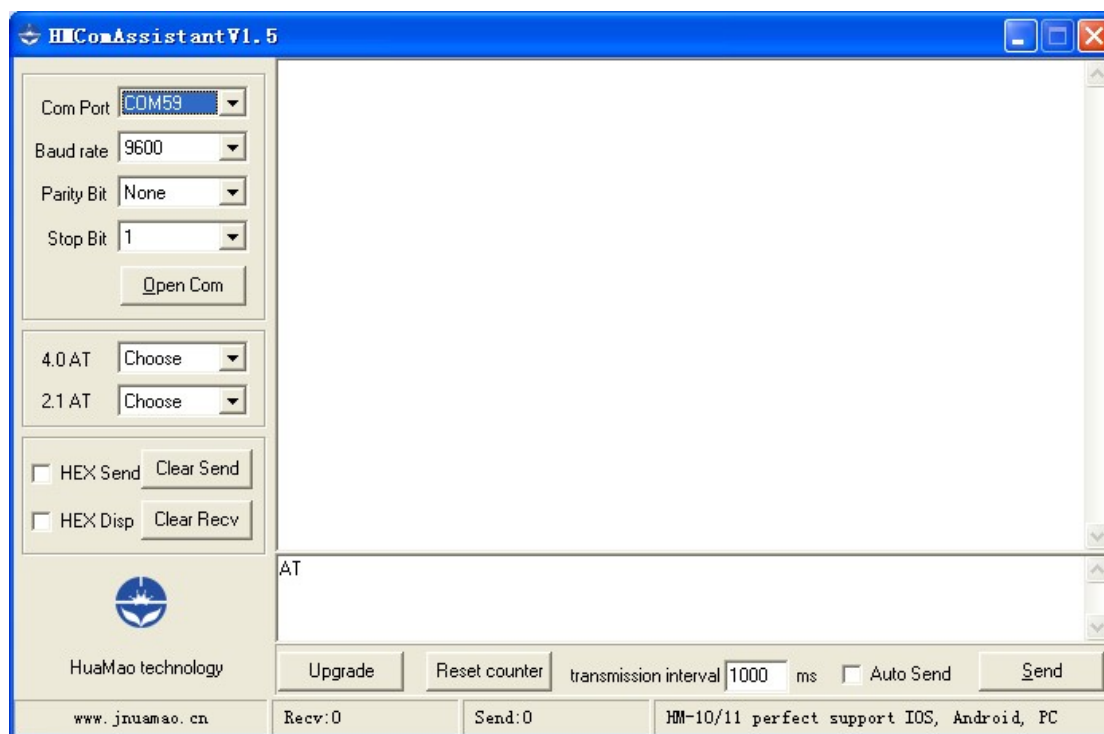 HMComAssistantV1.5
Com Port COM59
Baud rate 9600
Parity Bit None
Stop Bit 1
Open Com
4.0 AT Choose
2.1 AT Choose
HEX Send Clear Send
HEX Disp Clear Recv
AT
HuaMao technology
Upgrade Reset counter transmission interval 1000 ms Auto Send Send
www.jnuamao.cn Recv:0 Send:0 HM-10/11 perfect support IOS, Android, PC